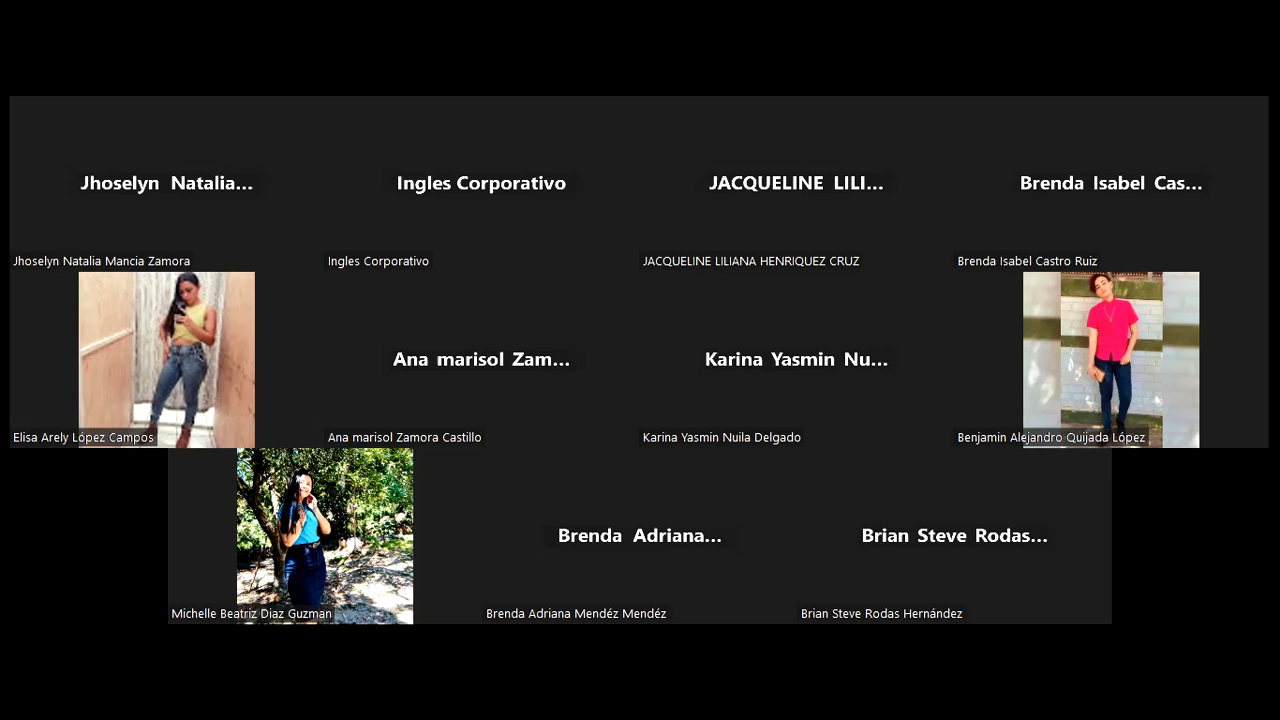 Jhoselyn Natalia...
Ingles Corporativo
JACQUELINE LILI...
Brenda Isabel Cas...
Jhoselyn Natalia Mancia Zamora
Ingles Corporativo
JACQUELINE LILIANA HENRIQUEZ CRUZ
Brenda Isabel Castro Ruiz
Ana marisol Zam...
Karina Yasmin Nu...
Elisa Arely López Campos
Ana marisol Zamora Castillo
Karina Yasmin Nuila Delgado
Benjamin Alejandro Quijada López
Brenda Adriana...
Brian Steve Rodas...
Michelle Beatriz Diaz Guzman
Brenda Adriana Mendéz Mendéz
Brian Steve Rodas Hernández